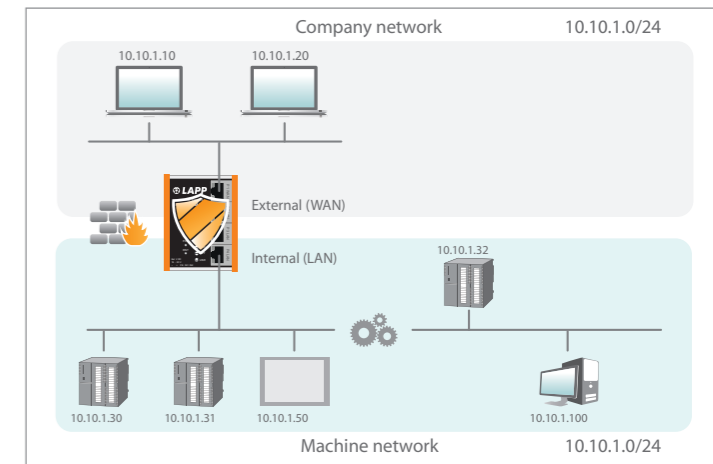 Company network 10.10.1.0/24
10.10.1.10 10.10.1.20
LAPP
External (WAN)
Internal (LAN)
10.10.1.32
10.10.1.30 10.10.1.31 10.10.1.50 10.10.1.100
Machine network 10.10.1.0/24